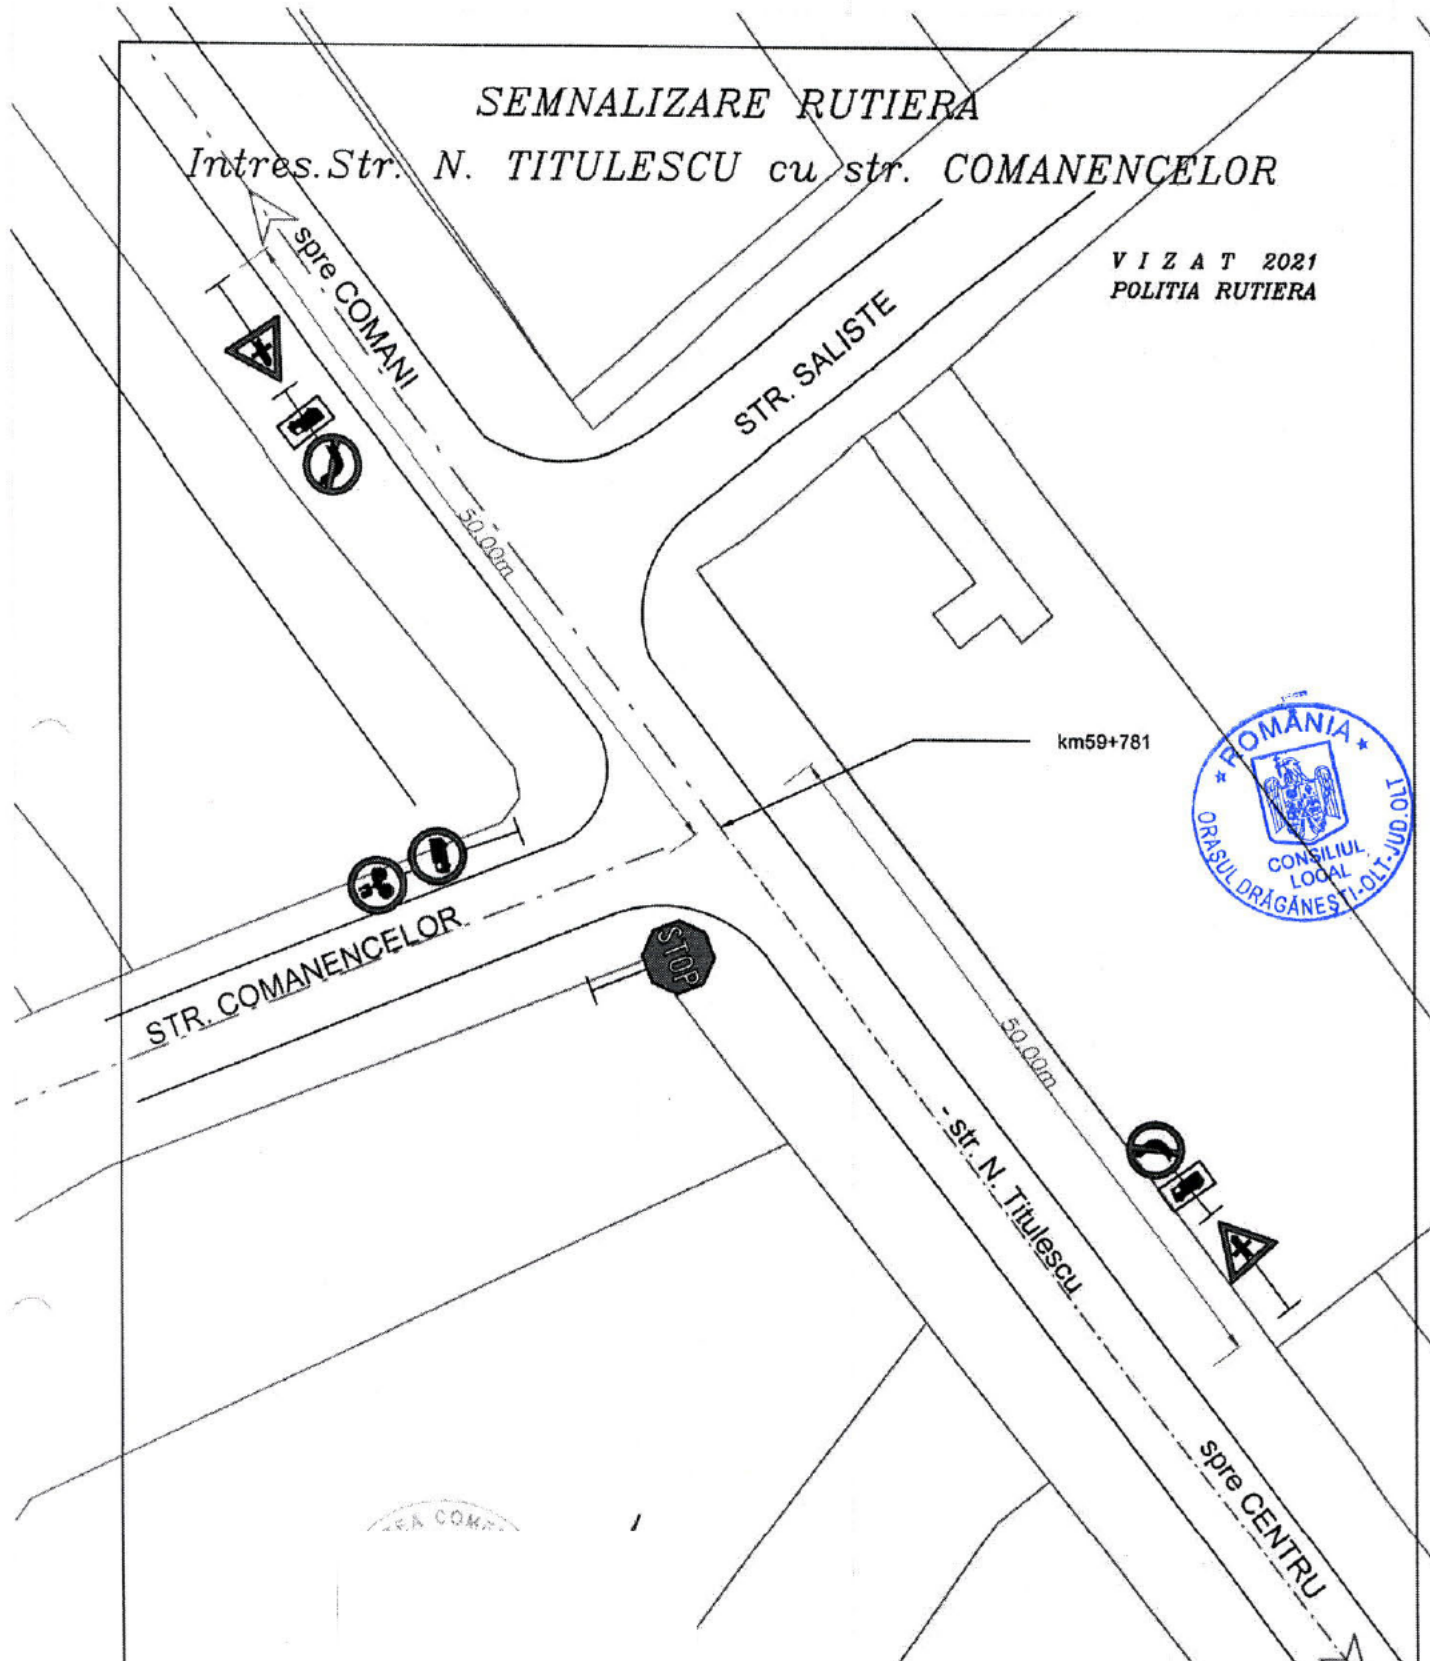 SEMNALIZARE RUTIERA
Intres.Str. N. TITULESCU cu str. COMANENCELOR
V I Z A T 2021
POLITIA RUTIERA
spre COMANI
STR. SALISTE
50.00m
km59+781
* ROMÂNIA *
ORAŞUL DRĂGĂNEŞTI-OLT-JUD.OLT
CONSILIUL
LOCAL
STR. COMANENCELOR
STOP
50.00m
str. N. Titulescu
spre CENTRU